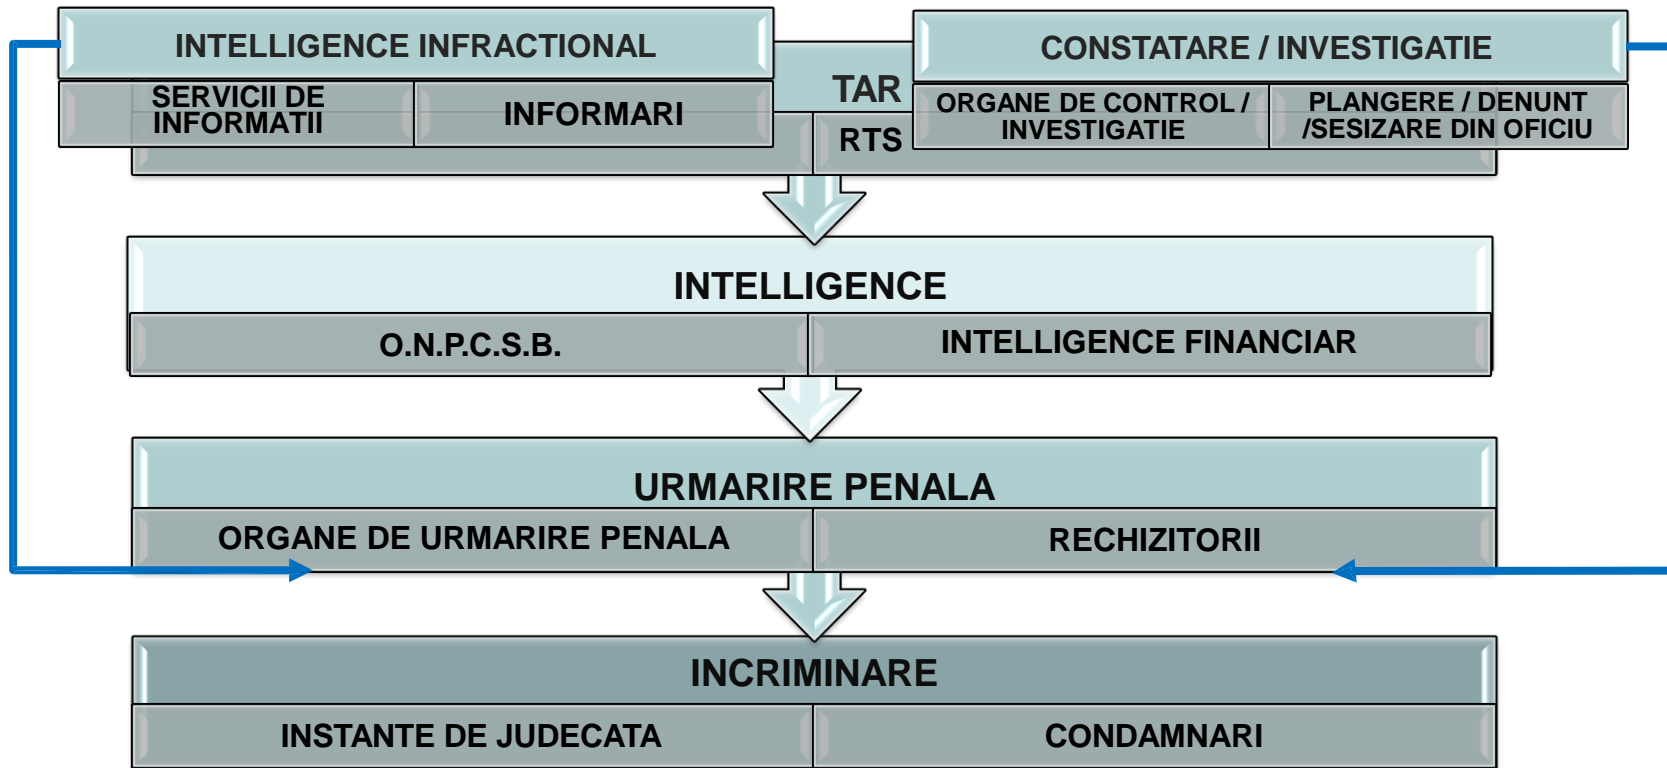 INTELLIGENCE INFRACTIONAL
CONSTATARE / INVESTIGATIE
TAR
SERVICII DE
INFORMATII
INFORMARI
RTS
ORGANE DE CONTROL /
INVESTIGATIE
PLANGERE / DENUNT
/SESIZARE DIN OFICIU
INTELLIGENCE
O.N.P.C.S.B.
INTELLIGENCE FINANCIAR
URMARIRE PENALA
ORGANE DE URMARIRE PENALA
RECHIZITORII
INCRIMINARE
INSTANTE DE JUDECATA
CONDAMNARI